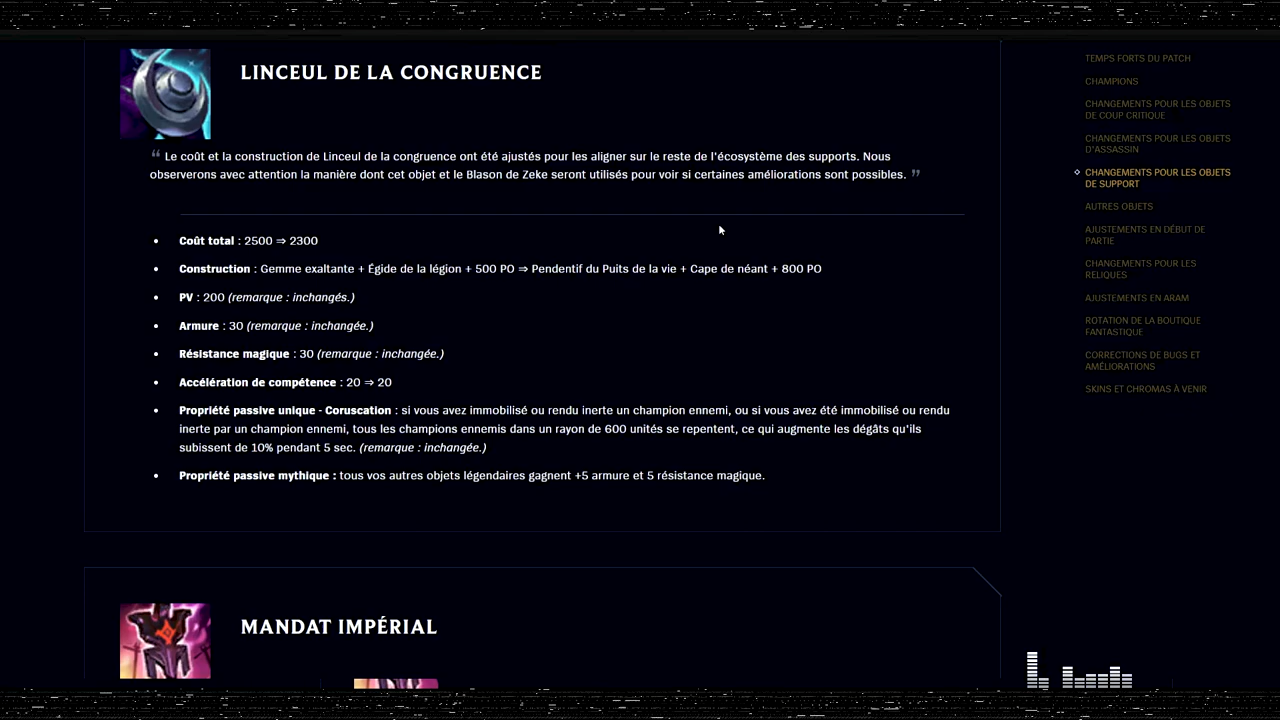 LINCEUL DE LA CONGRUENCE
“ Le coût et la construction de Linceul de la congruence ont été ajustés pour les aligner sur le reste de l'écosystème des supports. Nous
observerons avec attention la manière dont cet objet et le Blason de Zeke seront utilisés pour voir si certaines améliorations sont possibles. ”
• Coût total : 2500 ⇒ 2300
• Construction : Gemme exaltante + Égide de la légion + 500 PO ⇒ Pendentif du Puits de la vie + Cape de néant + 800 PO
• PV : 200 (remarque : inchangés.)
• Armure : 30 (remarque : inchangée.)
• Résistance magique : 30 (remarque : inchangée.)
• Accélération de compétence : 20 ⇒ 20
• Propriété passive unique - Coruscation : si vous avez immobilisé ou rendu inerte un champion ennemi, ou si vous avez été immobilisé ou rendu
inerte par un champion ennemi, tous les champions ennemis dans un rayon de 600 unités se repentent, ce qui augmente les dégâts qu'ils
subissent de 10% pendant 5 sec. (remarque : inchangée.)
• Propriété passive mythique : tous vos autres objets légendaires gagnent +5 armure et 5 résistance magique.
MANDAT IMPÉRIAL
TEMPS FORTS DU PATCH
CHAMPIONS
CHANGEMENTS POUR LES OBJETS
DE COUP CRITIQUE
CHANGEMENTS POUR LES OBJETS
D'ASSASSIN
CHANGEMENTS POUR LES OBJETS
DE SUPPORT
AUTRES OBJETS
AJUSTEMENTS EN DÉBUT DE
PARTIE
CHANGEMENTS POUR LES
RELIQUES
AJUSTEMENTS EN ARAM
ROTATION DE LA BOUTIQUE
FANTASTIQUE
CORRECTIONS DE BUGS ET
AMÉLIORATIONS
SKINS ET CHROMAS À VENIR